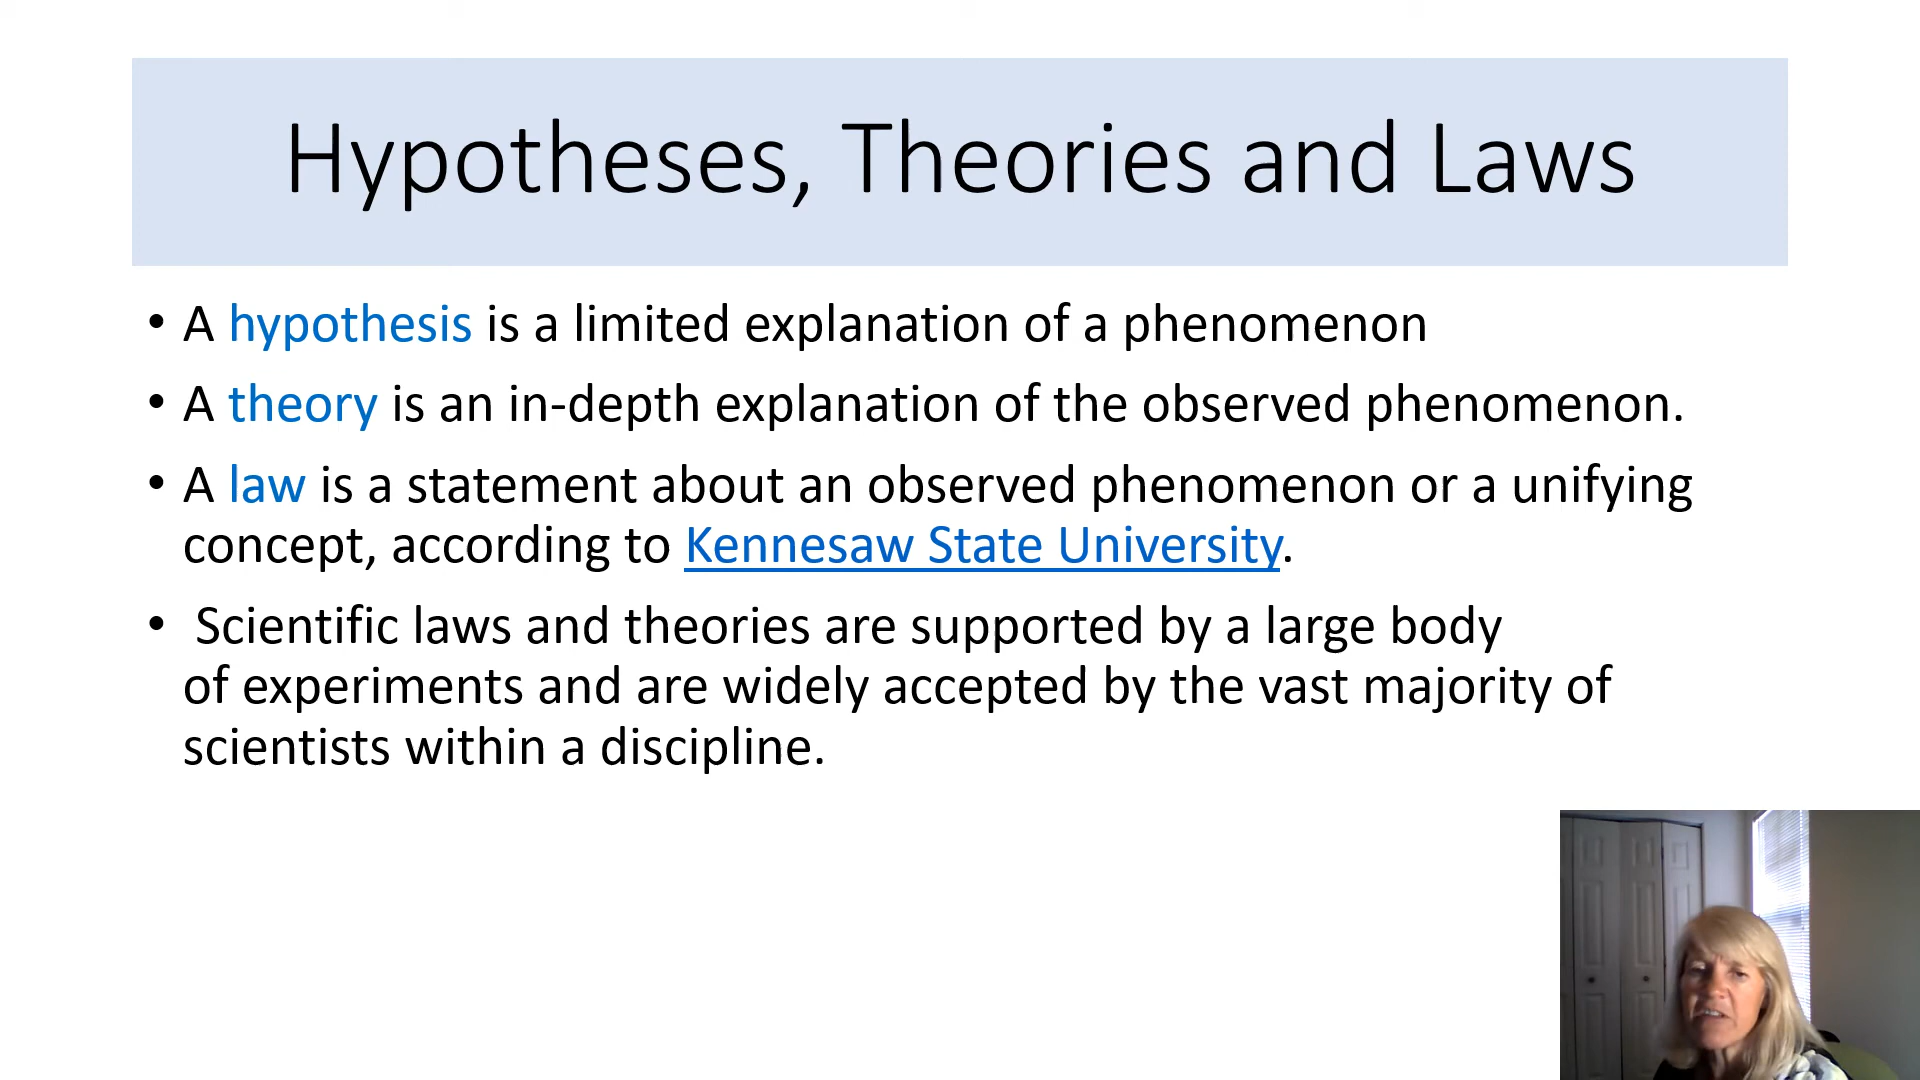 Hypotheses, Theories and Laws
• A hypothesis is a limited explanation of a phenomenon
• A theory is an in-depth explanation of the observed phenomenon.
• A law is a statement about an observed phenomenon or a unifying
concept, according to Kennesaw State University.
• Scientific laws and theories are supported by a large body
of experiments and are widely accepted by the vast majority of
scientists within a discipline.